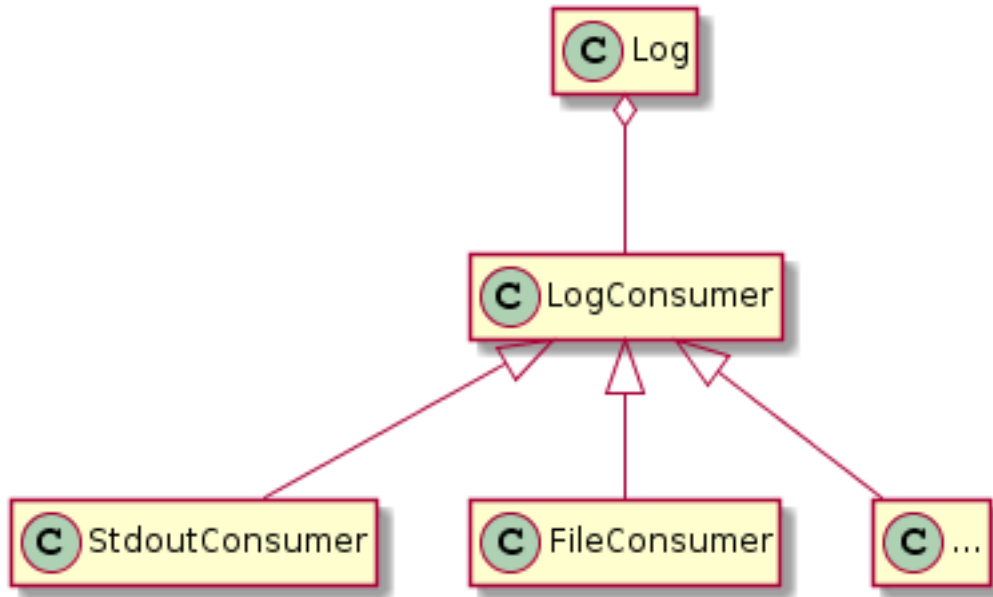 C Log
C LogConsumer
C StdoutConsumer
C FileConsumer
C ...